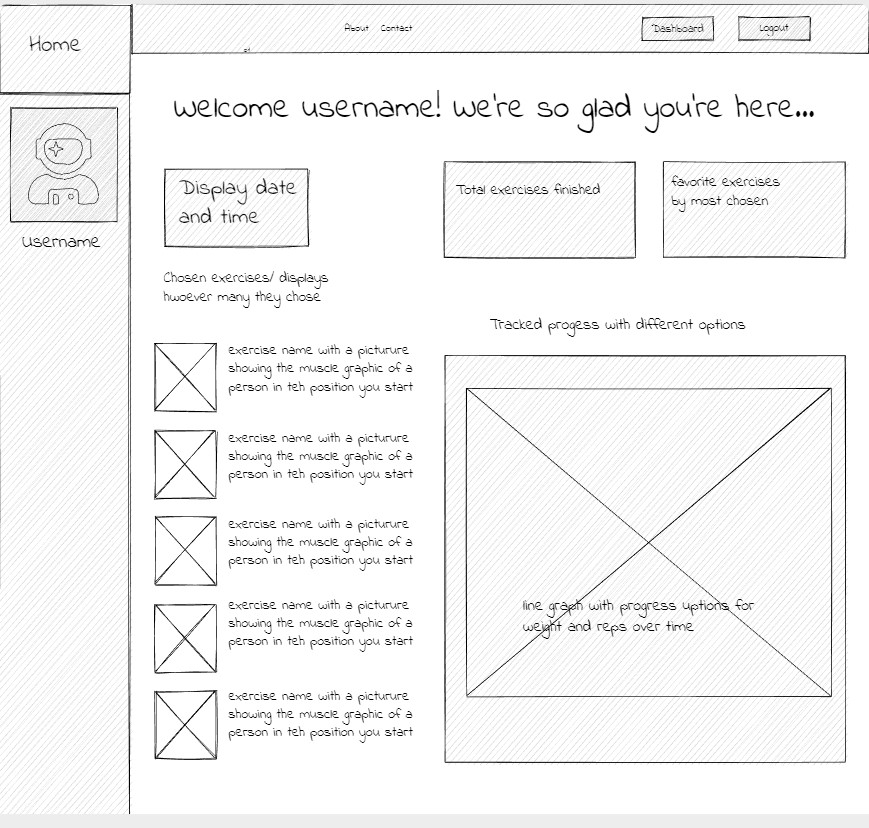 Home
About Contact
Dashboard
Logout
Username
welcome username! we're so glad you're here...
Display date
and time
Total exercises finished
favorite exercises
by most chosen
Chosen exercises/ displays
hwoever many they chose
Tracked progess with different options
exercise name with a picturure
showing the muscle graphic of a
person in teh position you start
exercise name with a picturure
showing the muscle graphic of a
person in teh position you start
exercise name with a picturure
showing the muscle graphic of a
person in teh position you start
exercise name with a picturure
showing the muscle graphic of a
person in teh position you start
exercise name with a picturure
showing the muscle graphic of a
person in teh position you start
line graph with progress uptions for
weight and reps over time